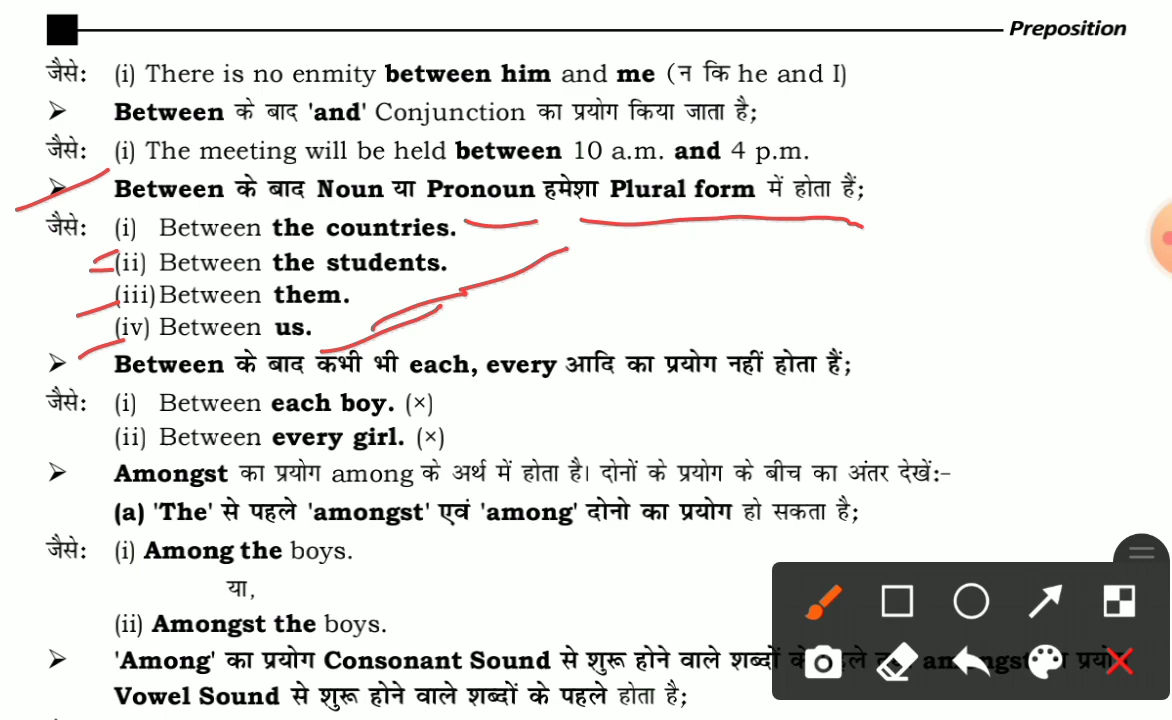 Preposition
जैसे: (i) There is no enmity between him and me (न कि he and I)
➤ Between के बाद 'and' Conjunction का प्रयोग किया जाता है;
जैसे: (i) The meeting will be held between 10 a.m. and 4 p.m.
➤ Between के बाद Noun या Pronoun हमेशा Plural form में होता हैं;
जैसे: (i) Between the countries.
(ii) Between the students.
(iii) Between them.
(iv) Between us.
➤ Between के बाद कभी भी each, every आदि का प्रयोग नहीं होता हैं;
जैसे: (i) Between each boy. (×)
(ii) Between every girl. (×)
➤ Amongst का प्रयोग among के अर्थ में होता है। दोनों के प्रयोग के बीच का अंतर देखें:-
(a) 'The' से पहले 'amongst' एवं 'among' दोनो का प्रयोग हो सकता है;
जैसे: (i) Among the boys.
या,
(ii) Amongst the boys.
➤ 'Among' का प्रयोग Consonant Sound से शुरू होने वाले शब्दों
Vowel Sound से शुरू होने वाले शब्दों के पहले होता है;